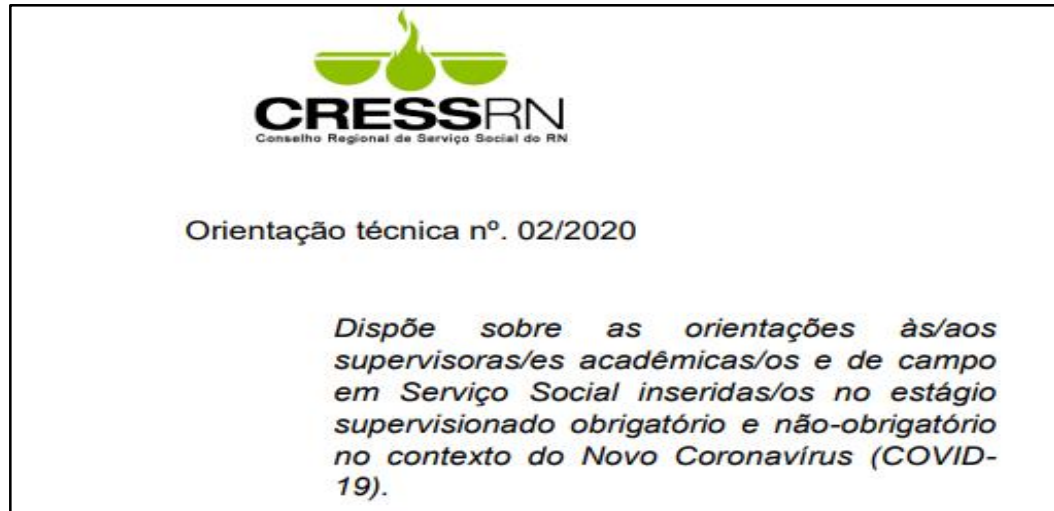 CRESSRN
Conselho Regional de Serviço Social do RN
Orientação técnica nº. 02/2020
Dispõe sobre as orientações às/aos
supervisoras/es acadêmicas/os e de campo
em Serviço Social inseridas/os no estágio
supervisionado obrigatório e não-obrigatório
no contexto do Novo Coronavírus (COVID-
19).